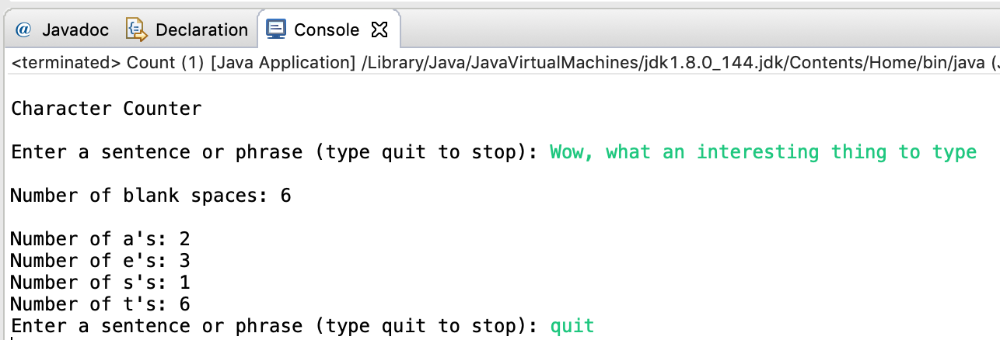 @ Javadoc Declaration Console
<terminated> Count (1) [Java Application] /Library/Java/JavaVirtualMachines/jdk1.8.0_144.jdk/Contents/Home/bin/java (
Character Counter
Enter a sentence or phrase (type quit to stop): Wow, what an interesting thing to type
Number of blank spaces: 6
Number of a's: 2
Number of e's: 3
Number of s's: 1
Number of t's: 6
Enter a sentence or phrase (type quit to stop): quit